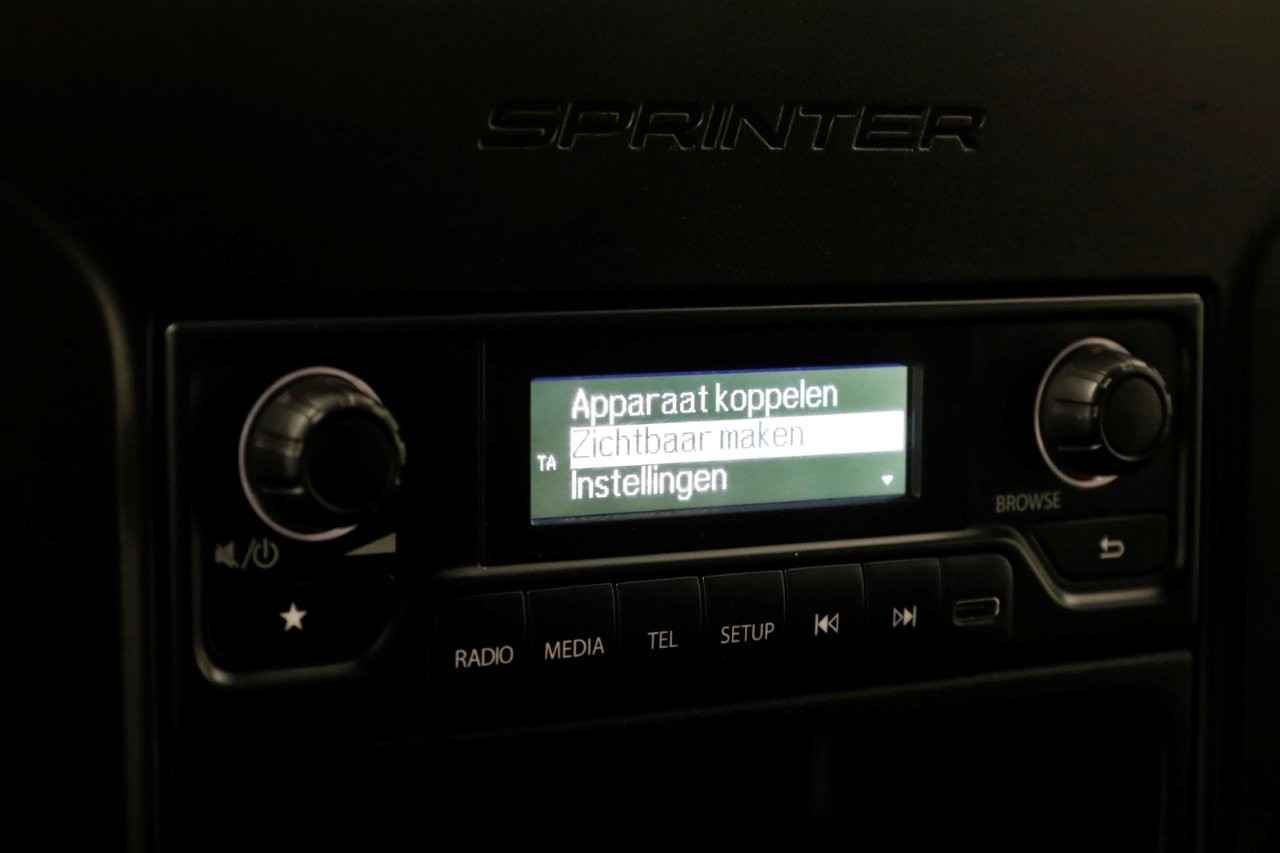 SPRINTER
Apparaat koppelen
Zichtbaar maken
TA
Instellingen
BROWSE
RADIO MEDIA TEL SETUP